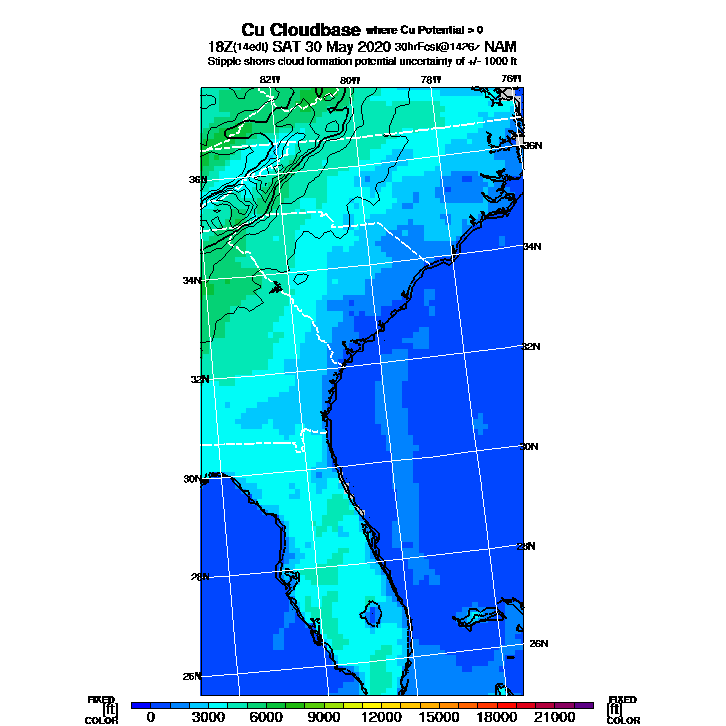 Cu Cloudbase where Cu Potential > 0
18Z(14edt) SAT 30 May 2020 30hrFcst@1426z NAM
Stipple shows cloud formation potential uncertainty of +/- 1000 ft
82W 80W 78W 76W
36N 36N
34N 34N
32N 32N
30N 30N
28N 28N
26N 26N
FIXED FIXED
[ft] [ft]
COLOR COLOR
0 3000 6000 9000 12000 15000 18000 21000